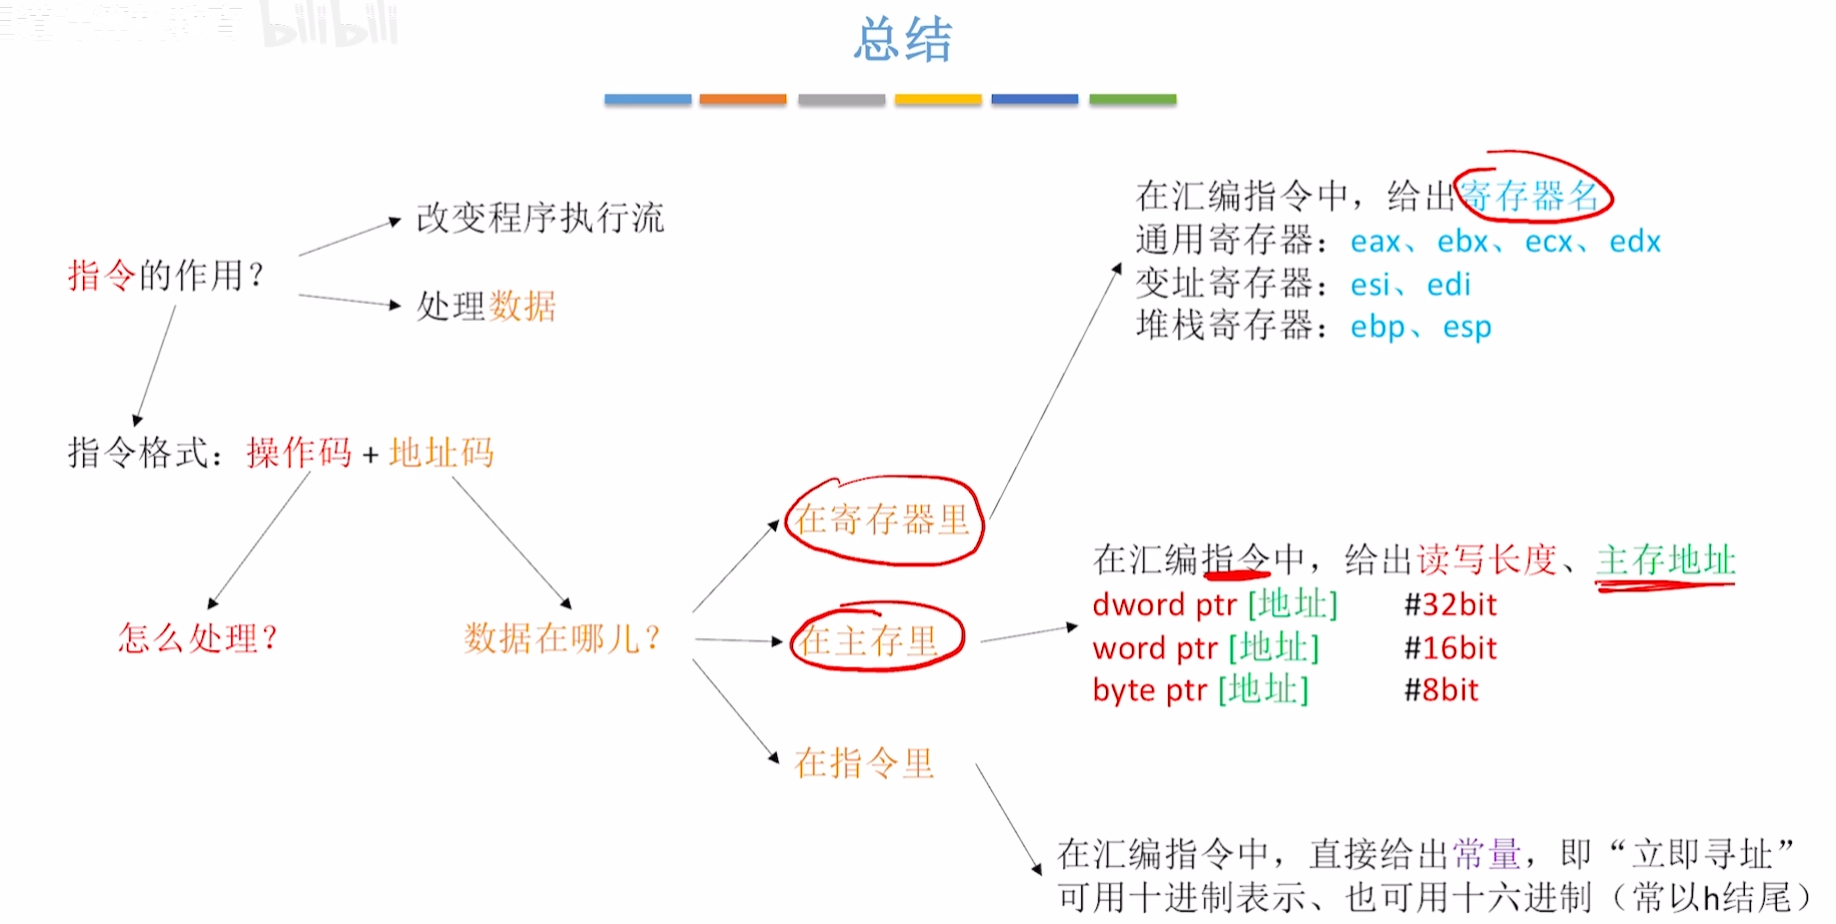 bilibili
总结
指令的作用？
改变程序执行流
处理数据
指令格式：操作码 + 地址码
怎么处理？
数据在哪儿？
在寄存器里
在主存里
在指令里
在汇编指令中，给出寄存器名
通用寄存器：eax、ebx、ecx、edx
变址寄存器：esi、edi
堆栈寄存器：ebp、esp
在汇编指令中，给出读写长度、主存地址
dword ptr [地址] #32bit
word ptr [地址] #16bit
byte ptr [地址] #8bit
在汇编指令中，直接给出常量，即“立即寻址”
可用十进制表示、也可用十六进制（常以h结尾）